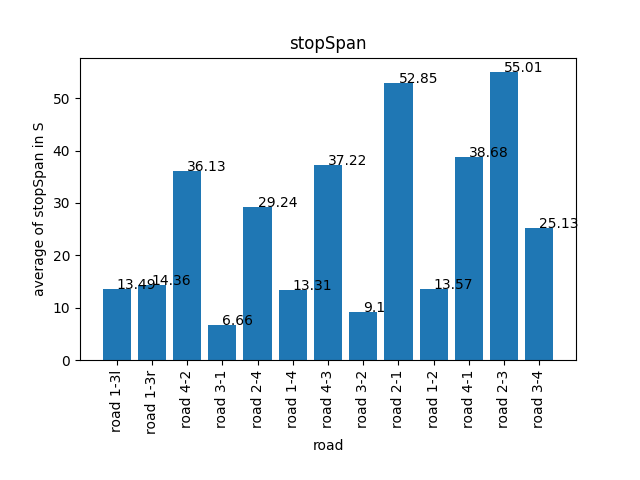 stopSpan
average of stopSpan in S
50
40
30
20
10
0
13.49
14.36
36.13
6.66
29.24
13.31
37.22
9.1
52.85
13.57
38.68
55.01
25.13
road 1-3l
road 1-3r
road 4-2
road 3-1
road 2-4
road 1-4
road 4-3
road 3-2
road 2-1
road 1-2
road 4-1
road 2-3
road 3-4
road